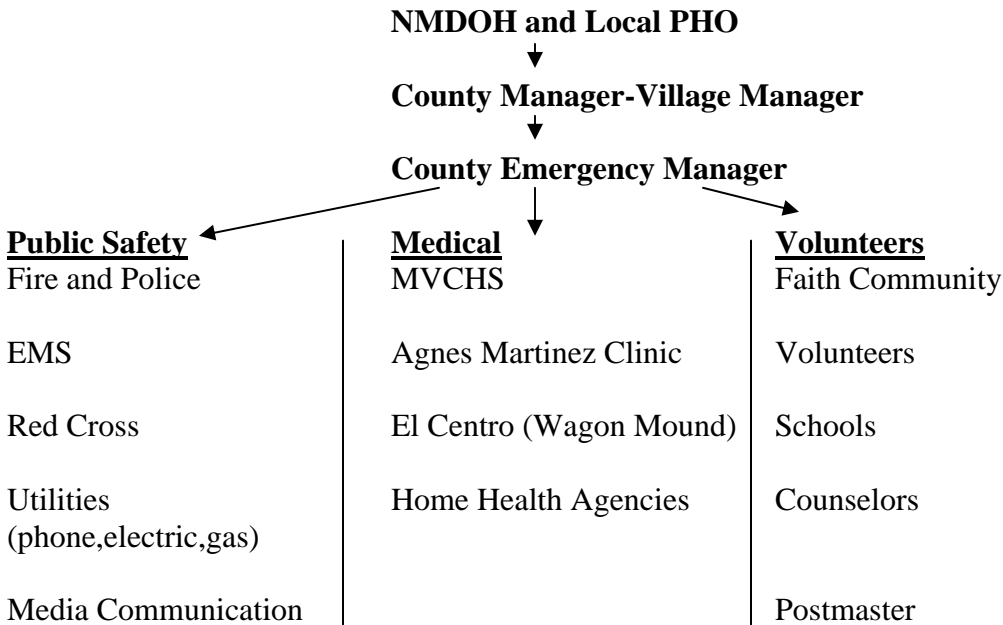 NMDOH and Local PHO
County Manager-Village Manager
County Emergency Manager
Public Safety
Fire and Police
EMS
Red Cross
Utilities
(phone,electric,gas)
Media Communication
Medical
MVCHS
Agnes Martinez Clinic
El Centro (Wagon Mound)
Home Health Agencies
Volunteers
Faith Community
Volunteers
Schools
Counselors
Postmaster